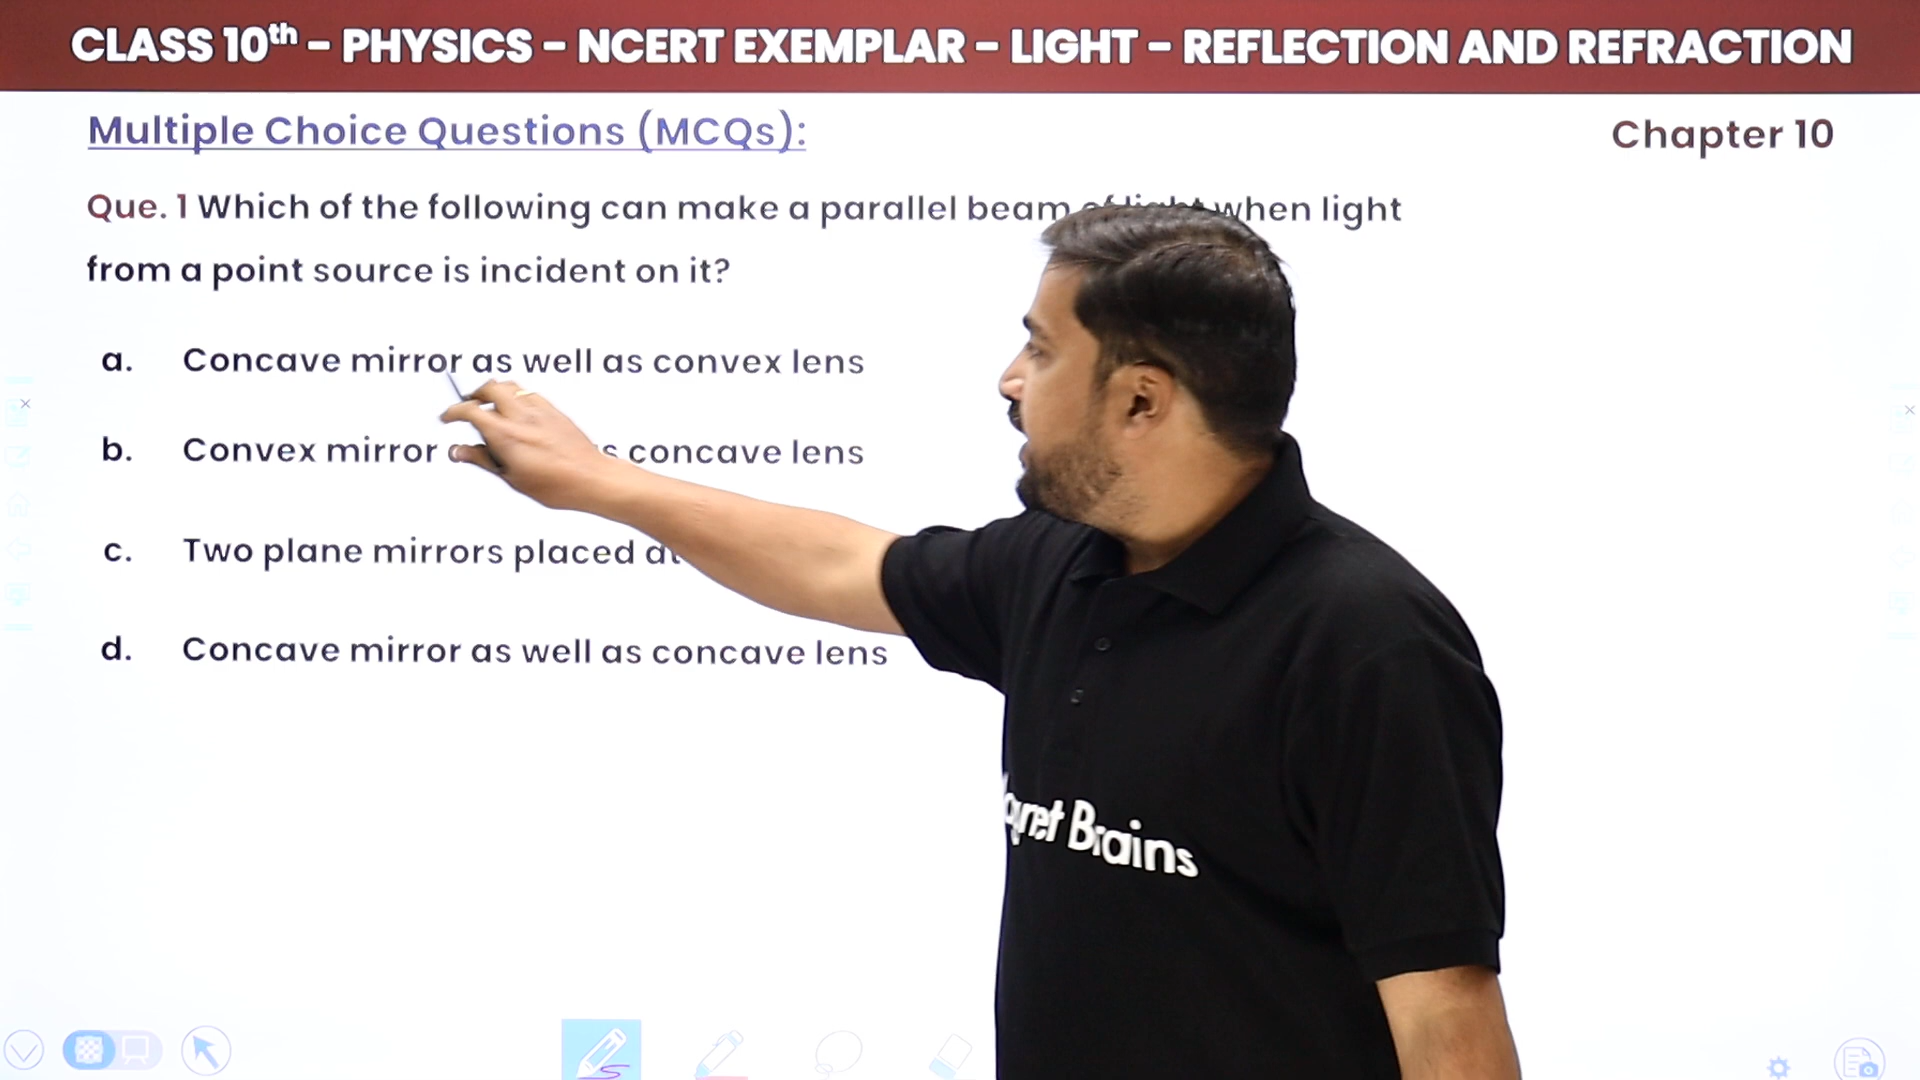 CLASS 10th - PHYSICS - NCERT EXEMPLAR - LIGHT - REFLECTION AND REFRACTION
Multiple Choice Questions (MCQs):
Chapter 10
Que. 1 Which of the following can make a parallel beam of light when light
from a point source is incident on it?
a. Concave mirror as well as convex lens
b. Convex mirror concave lens
c. Two plane mirrors placed at
d. Concave mirror as well as concave lens
Brains